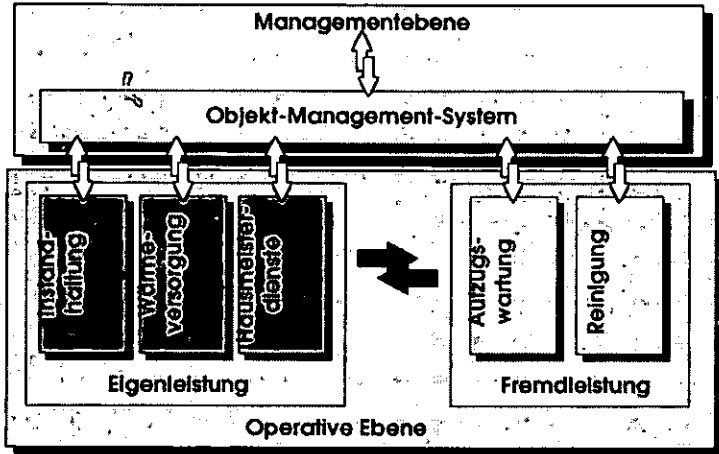 Managementebene
Objekt-Management-System
Instand-
haltung
Wärme-
versorgung
Hausmeister-
dienste
Aufzugs-
wartung
Reinigung
Eigenleistung
Fremdleistung
Operative Ebene